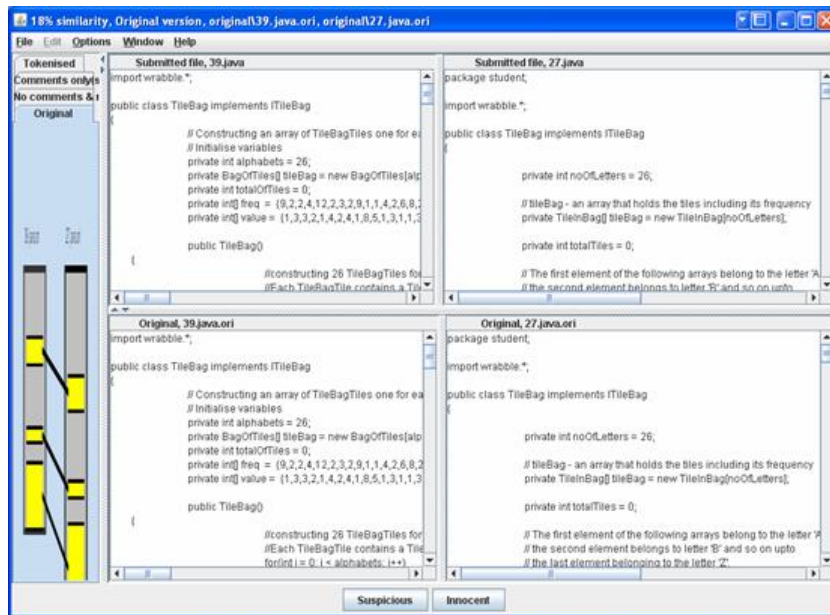 18% similarity, Original version, original\39.java.ori, original\27.java.ori
File Edit Options Window Help
Tokenised
Comments only(s
No comments & r
Original
Submitted file, 39.java
import wrabble.*;
public class TileBag implements ITileBag
{
// Constructing an array of TileBagTiles one for ea
// Initialise variables
private int alphabets = 26;
private BagOfTiles[] tileBag = new BagOfTiles[alp
private int totalOfTiles = 0;
private int[] freq = {9,2,2,4,12,2,3,2,9,1,1,4,2,6,8,2
private int[] value = {1,3,3,2,1,4,2,4,1,8,5,1,3,1,1,3
public TileBag()
{
//constructing 26 TileBagTiles for
//Each TileBagTile contains a Tile
Submitted file, 27.java
package student;
import wrabble.*;
public class TileBag implements ITileBag
{
private int noOfLetters = 26;
// tileBag - an array that holds the tiles including its frequency
private TileInBag[] tileBag = new TileInBag[noOfLetters];
private int totalTiles = 0;
// The first element of the following arrays belong to the letter 'A
// the second element belongs to letter 'B' and so on upto
Original, 39.java.ori
import wrabble.*;
public class TileBag implements ITileBag
{
// Constructing an array of TileBagTiles one for ea
// Initialise variables
private int alphabets = 26;
private BagOfTiles[] tileBag = new BagOfTiles[alp
private int totalOfTiles = 0;
private int[] freq = {9,2,2,4,12,2,3,2,9,1,1,4,2,6,8,2
private int[] value = {1,3,3,2,1,4,2,4,1,8,5,1,3,1,1,3
public TileBag()
{
//constructing 26 TileBagTiles for
//Each TileBagTile contains a Tile
for(int i = 0; i < alphabets; i++)
Original, 27.java.ori
package student;
import wrabble.*;
public class TileBag implements ITileBag
{
private int noOfLetters = 26;
// tileBag - an array that holds the tiles including its frequency
private TileInBag[] tileBag = new TileInBag[noOfLetters];
private int totalTiles = 0;
// The first element of the following arrays belong to the letter 'A
// the second element belongs to letter 'B' and so on upto
// the last element belonging to the letter 'Z'
Suspicious Innocent